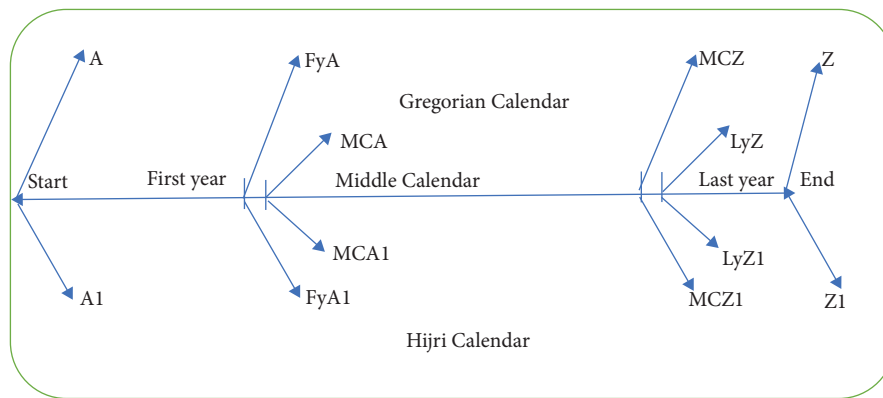 A
FyA
MCZ
Z
Gregorian Calendar
MCA
LyZ
Start
First year
Middle Calendar
Last year
End
MCA1
LyZ1
A1
FyA1
MCZ1
Z1
Hijri Calendar